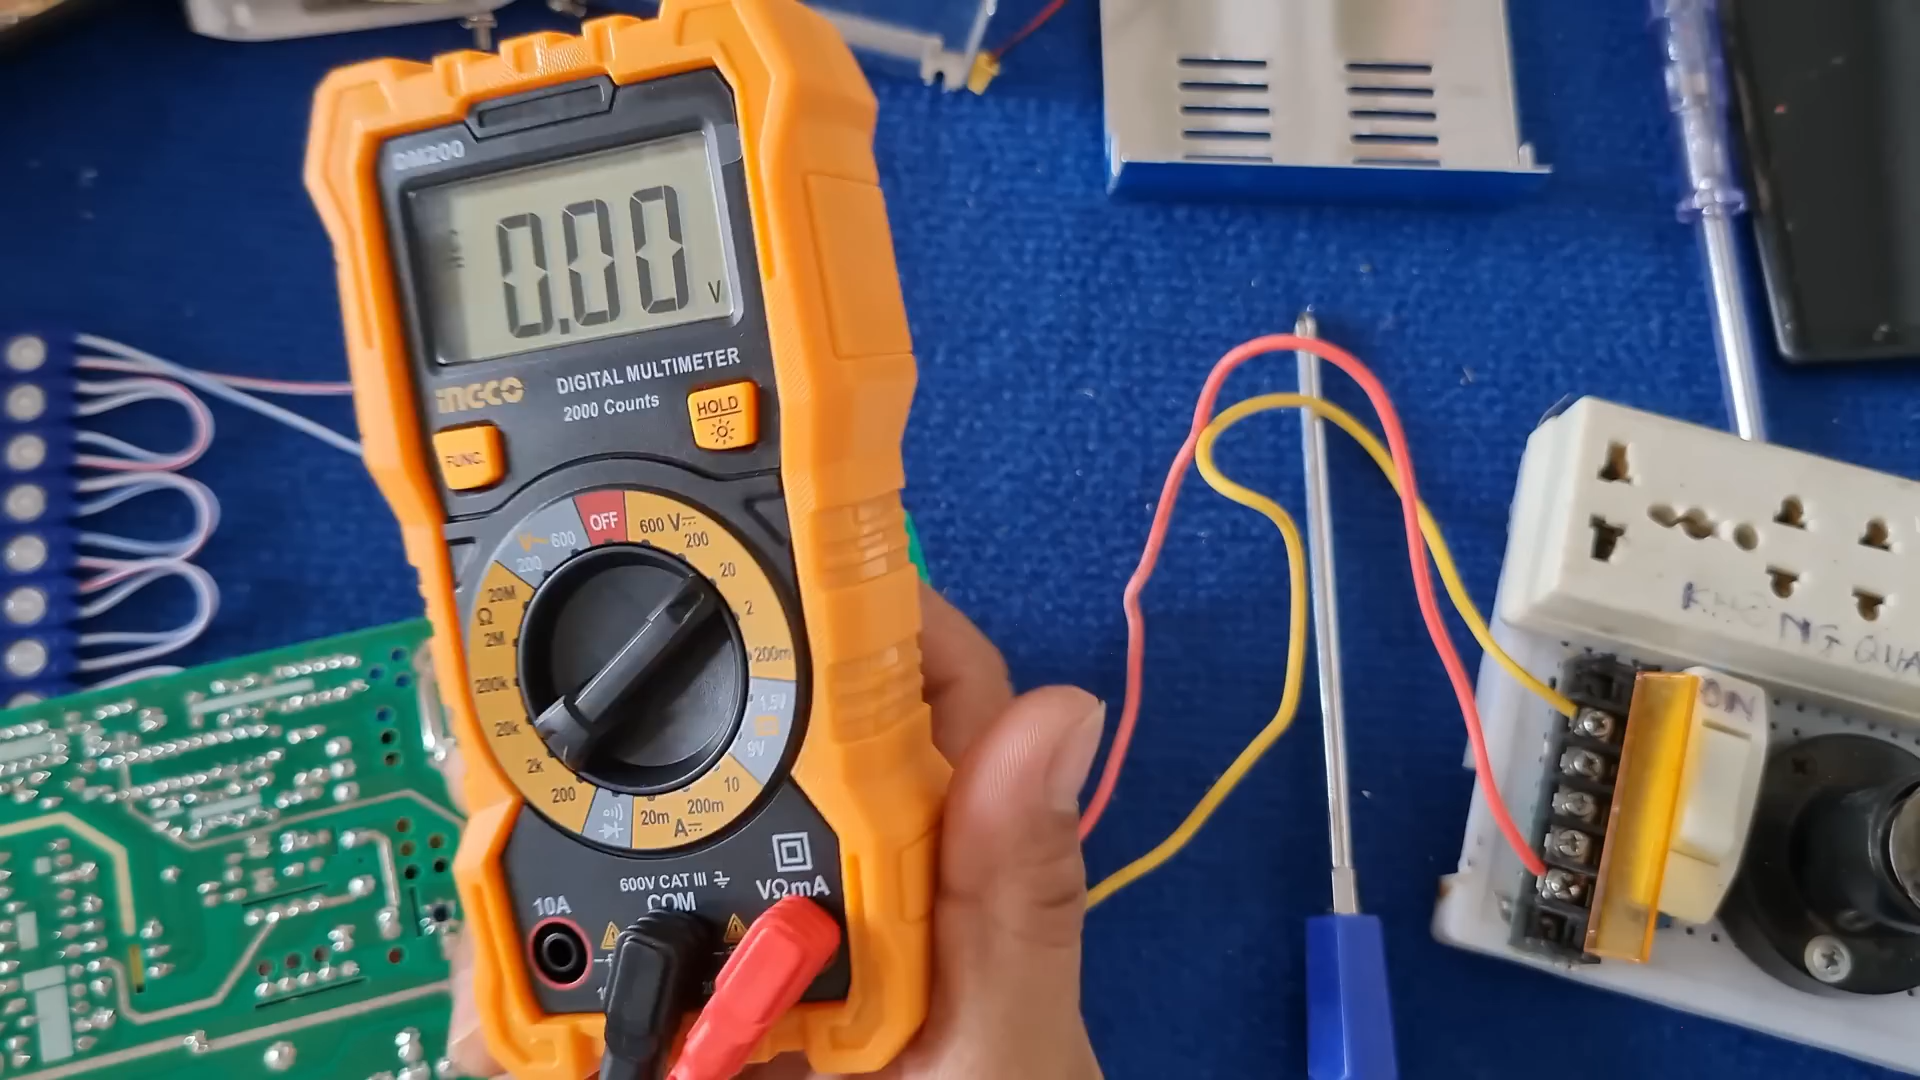 DM200
0.00 V
INGCO
DIGITAL MULTIMETER
2000 Counts
HOLD
FUNC.
OFF
600 V
V~ 600
200
200
20
2
200m
1.5V
9V
10
200m
20m
A
200
2k
20k
200k
2M
Ω
20M
600V CAT III
COM
VΩmA
10A